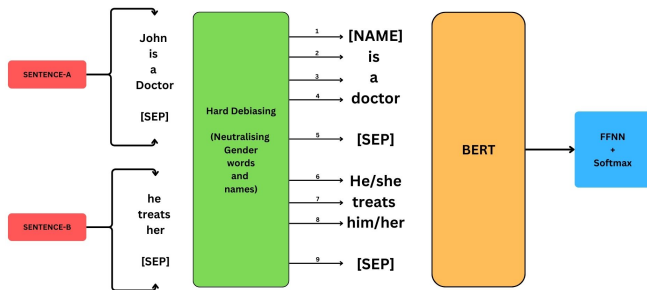 SENTENCE-A
John
is
a
Doctor
[SEP]
SENTENCE-B
he
treats
her
[SEP]
Hard Debiasing
(Neutralising
Gender
words
and
names)
1
[NAME]
2
is
3
a
4
doctor
5
[SEP]
6
He/she
7
treats
8
him/her
9
[SEP]
BERT
FFNN
+
Softmax